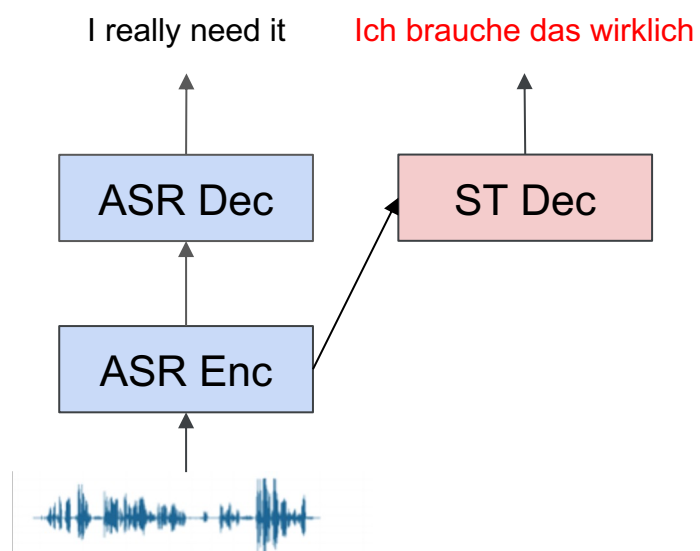 I really need it
Ich brauche das wirklich
ASR Dec
ST Dec
ASR Enc